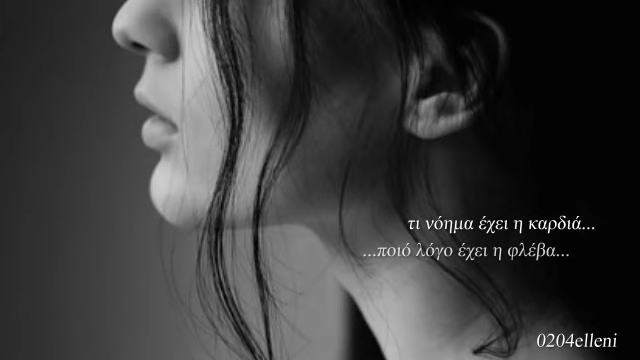 τι νόημα έχει η καρδιά...
...ποιό λόγο έχει η φλέβα...
0204elleni